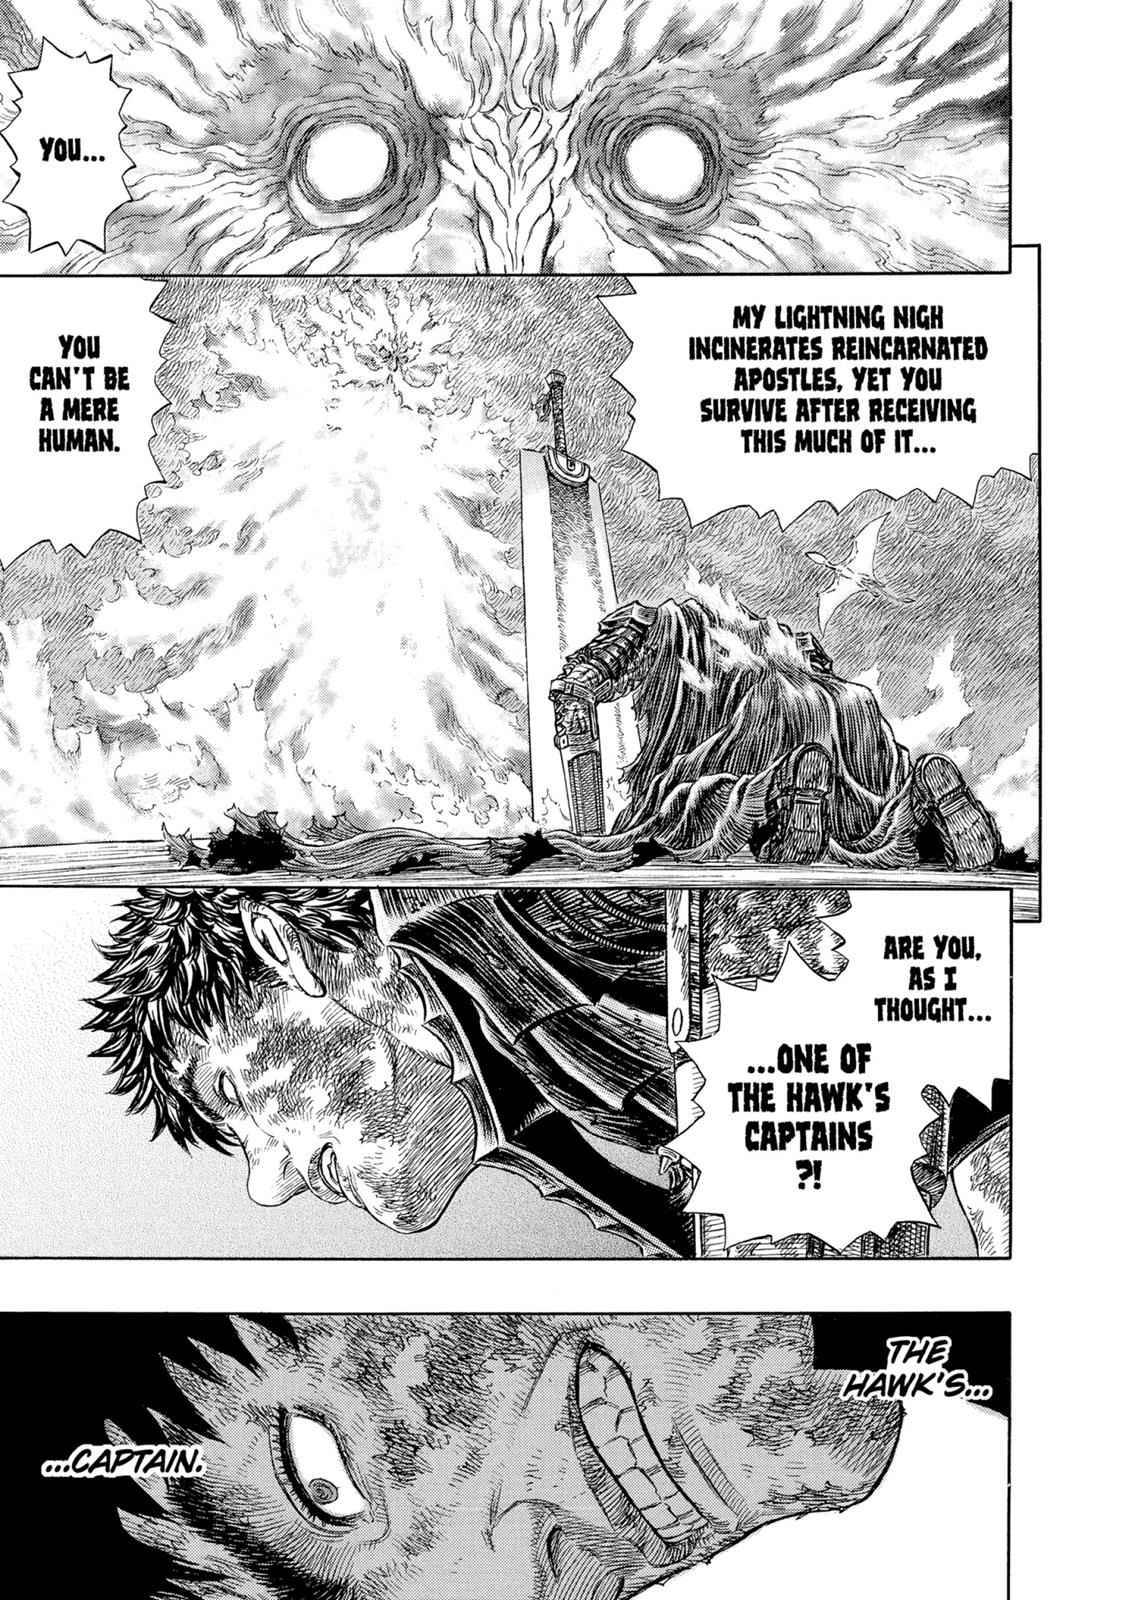 YOU...
MY LIGHTNING NIGH
INCINERATES REINCARNATED
APOSTLES, YET YOU
SURVIVE AFTER RECEIVING
THIS MUCH OF IT...
YOU
CAN'T BE
A MERE
HUMAN.
ARE YOU,
AS I
THOUGHT...
...ONE OF
THE HAWK'S
CAPTAINS
?!
THE
HAWK'S...
...CAPTAIN.